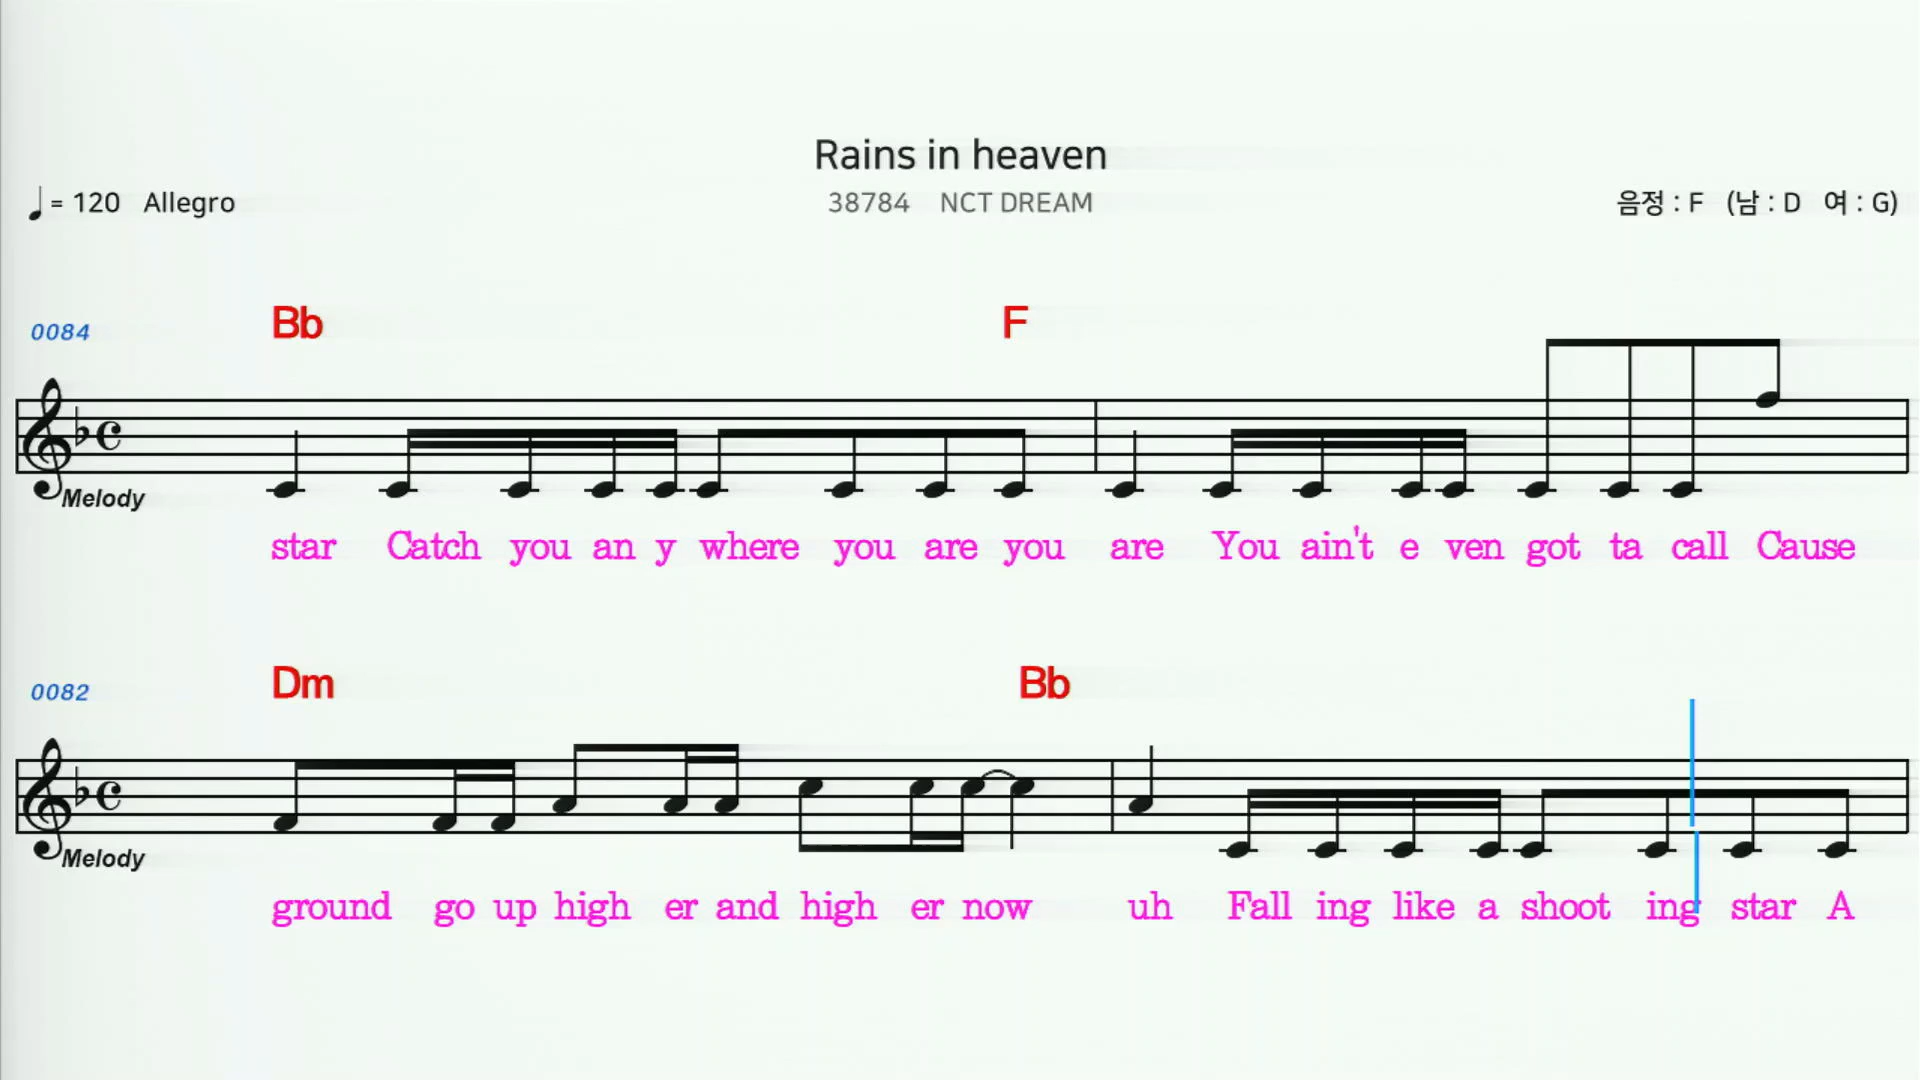 Rains in heaven
= 120 Allegro 38784 NCT DREAM 음정 : F (남 : D 여 : G)
0084 Bb F
Melody
star Catch you an y where you are you are You ain't e ven got ta call Cause
0082 Dm Bb
Melody
ground go up high er and high er now uh Fall ing like a shoot ing star A